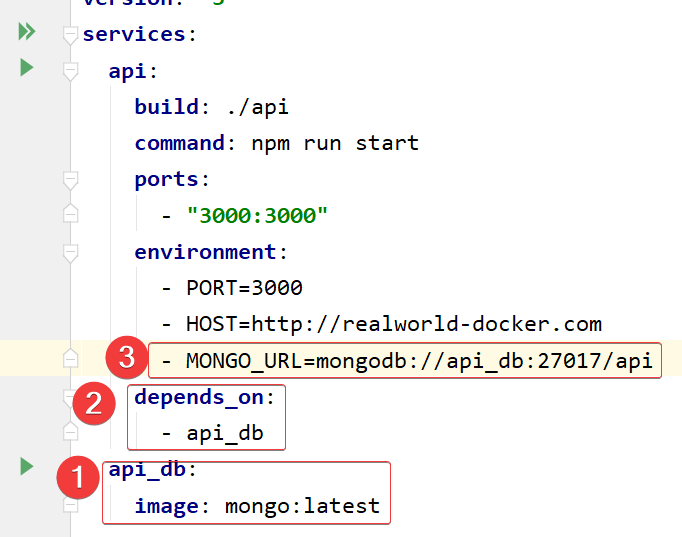 services:
api:
build: ./api
command: npm run start
ports:
- "3000:3000"
environment:
- PORT=3000
- HOST=http://realworld-docker.com
3
- MONGO_URL=mongodb://api_db:27017/api
2
depends_on:
- api_db
1
api_db:
image: mongo:latest